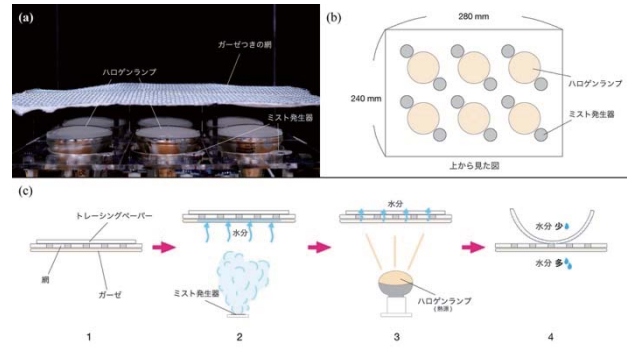 (a)
ハロゲンランプ
ガーゼつきの網
ミスト発生器
(b)
280 mm
240 mm
ハロゲンランプ
ミスト発生器
上から見た図
(c)
トレーシングペーパー
網
ガーゼ
1
水分
ミスト発生器
2
水分
ハロゲンランプ
(熱源)
3
水分 少
水分 多
4